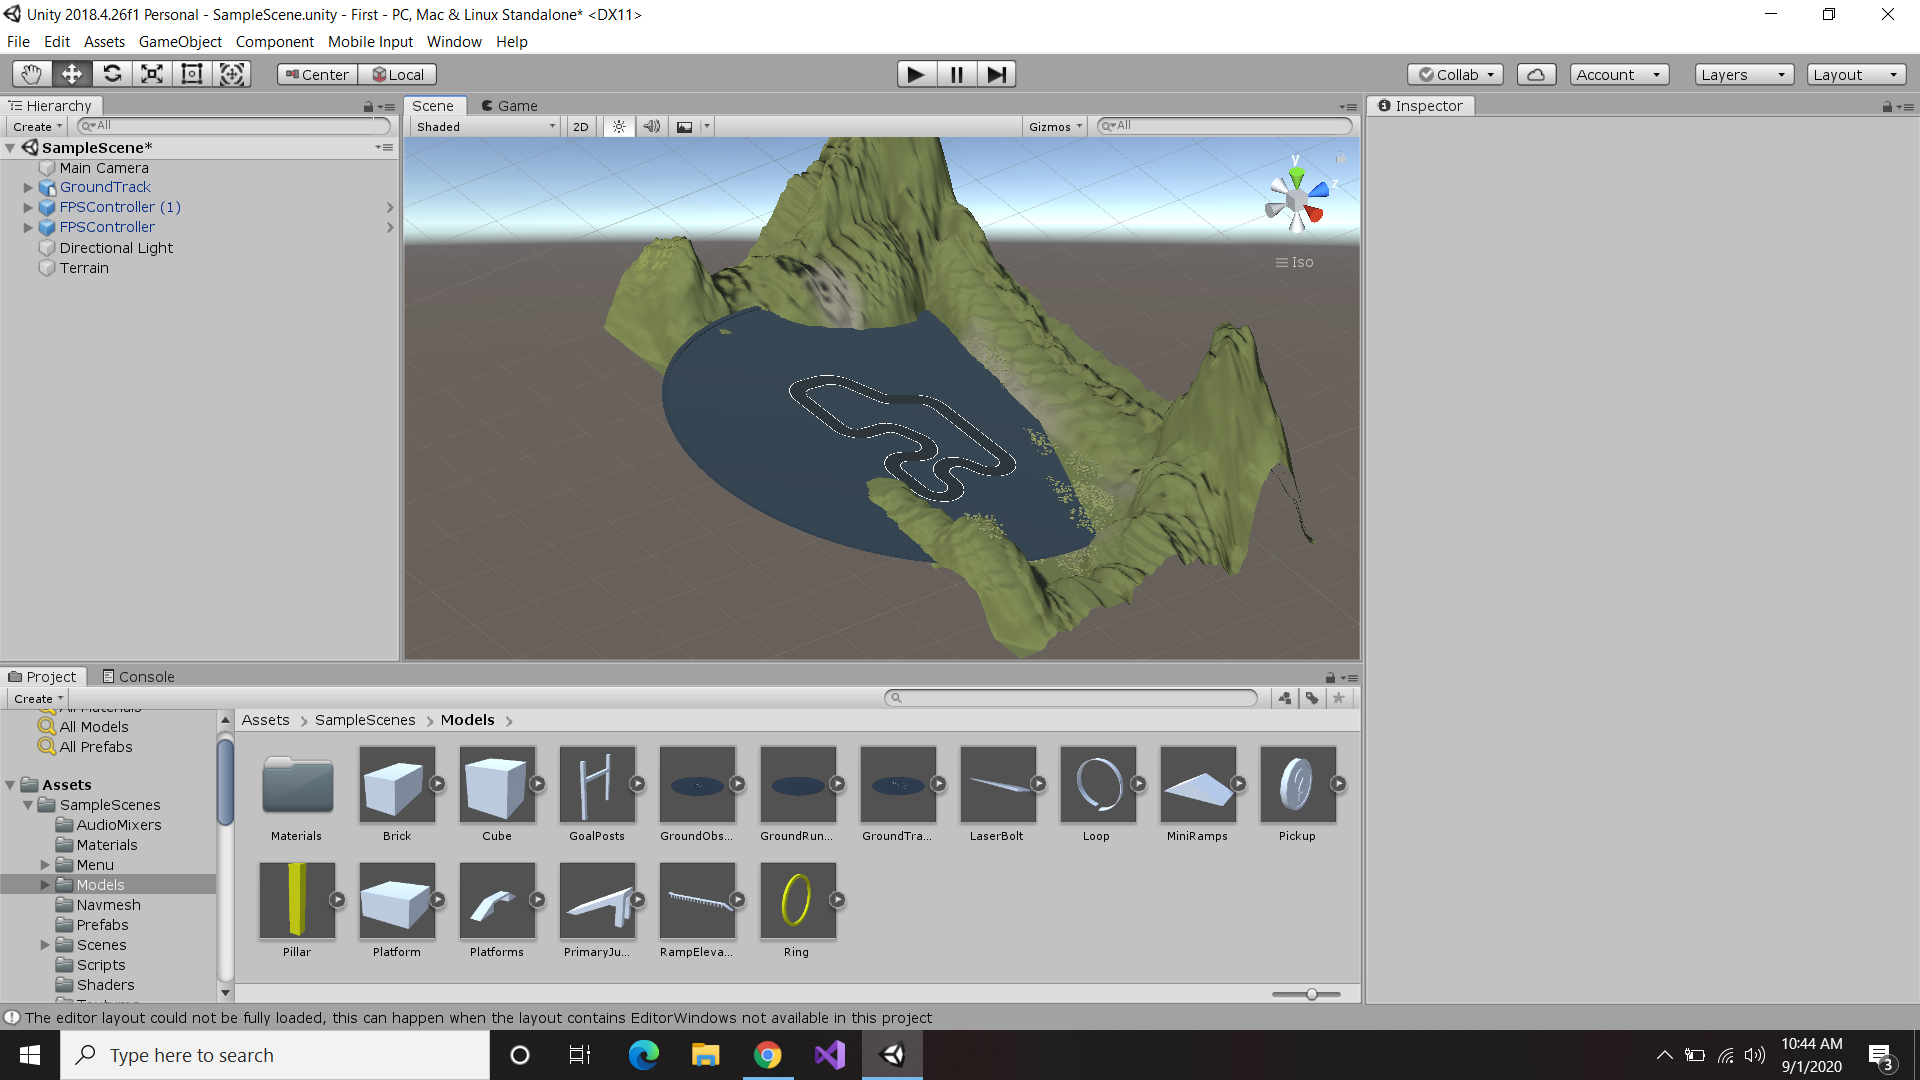 Unity 2018.4.26f1 Personal - SampleScene.unity - First - PC, Mac & Linux Standalone* <DX11>
File Edit Assets GameObject Component Mobile Input Window Help
Center Local Collab Account Layers Layout
Hierarchy
Create All
SampleScene*
Main Camera
GroundTrack
FPSController (1)
FPSController
Directional Light
Terrain
Scene Game
Shaded 2D Gizmos All
y
z
Iso
Inspector
Project Console
Create
All Materials
All Models
All Prefabs
Assets
SampleScenes
AudioMixers
Materials
Menu
Models
Navmesh
Prefabs
Scenes
Scripts
Shaders
Assets SampleScenes Models
Materials Brick Cube GoalPosts GroundObs... GroundRun... GroundTra... LaserBolt Loop MiniRamps Pickup
Pillar Platform Platforms PrimaryJu... RampEleva... Ring
The editor layout could not be fully loaded, this can happen when the layout contains EditorWindows not available in this project
Type here to search
10:44 AM
9/1/2020
3